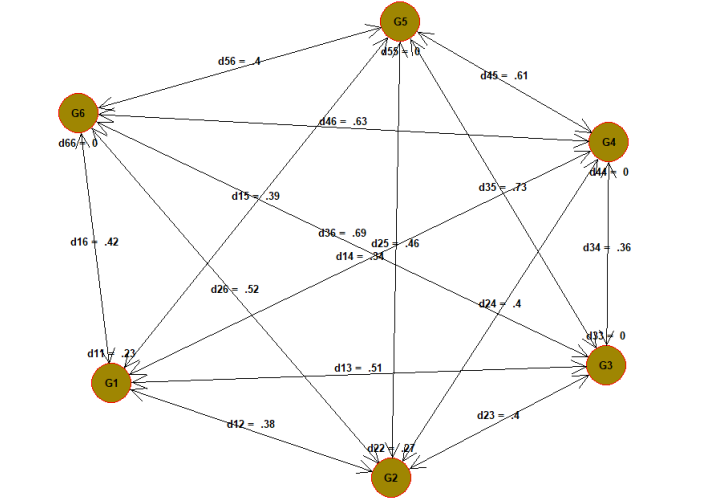 G5
d55 = 0
d56 = .4
d45 = .61
G6
d46 = .63
G4
d66 = 0
d44 = 0
d35 = .73
d15 = .39
d36 = .69
d16 = .42
d25 = .46
d34 = .36
d14 = .34
d26 = .52
d24 = .4
d33 = 0
d11 = .23
G3
d13 = .51
G1
d23 = .4
d12 = .38
d22 = .27
G2